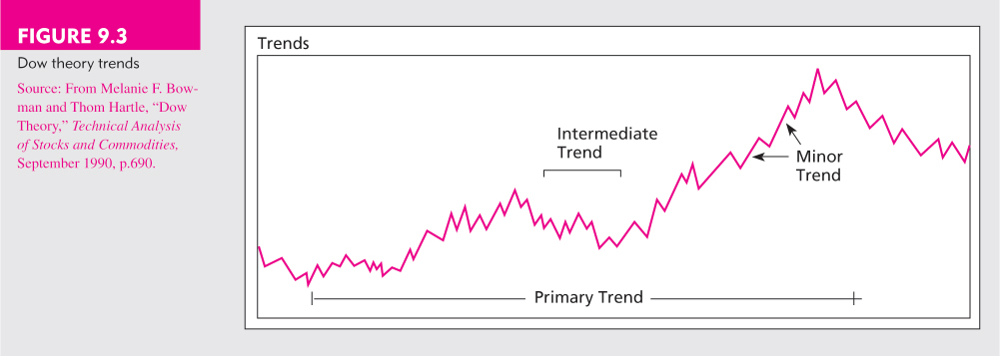 FIGURE 9.3
Dow theory trends
Source: From Melanie F. Bow-
man and Thom Hartle, “Dow
Theory,” Technical Analysis
of Stocks and Commodities,
September 1990, p.690.
Trends
Intermediate
Trend
Minor
Trend
Primary Trend